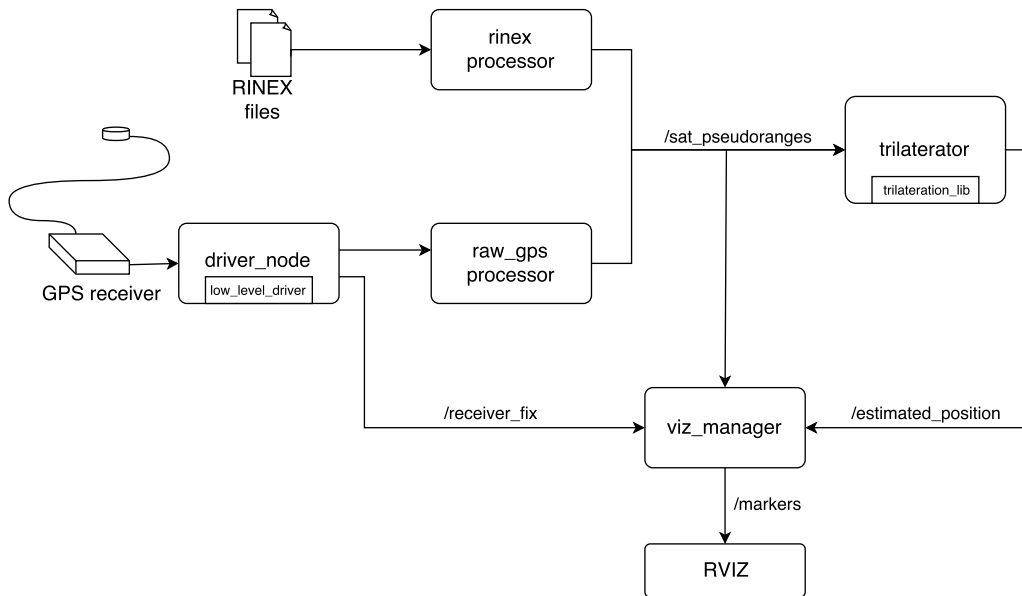 rinex
processor
RINEX
files
/sat_pseudoranges
trilaterator
trilateration_lib
driver_node
low_level_driver
raw_gps
processor
GPS receiver
/receiver_fix
viz_manager
/estimated_position
/markers
RVIZ